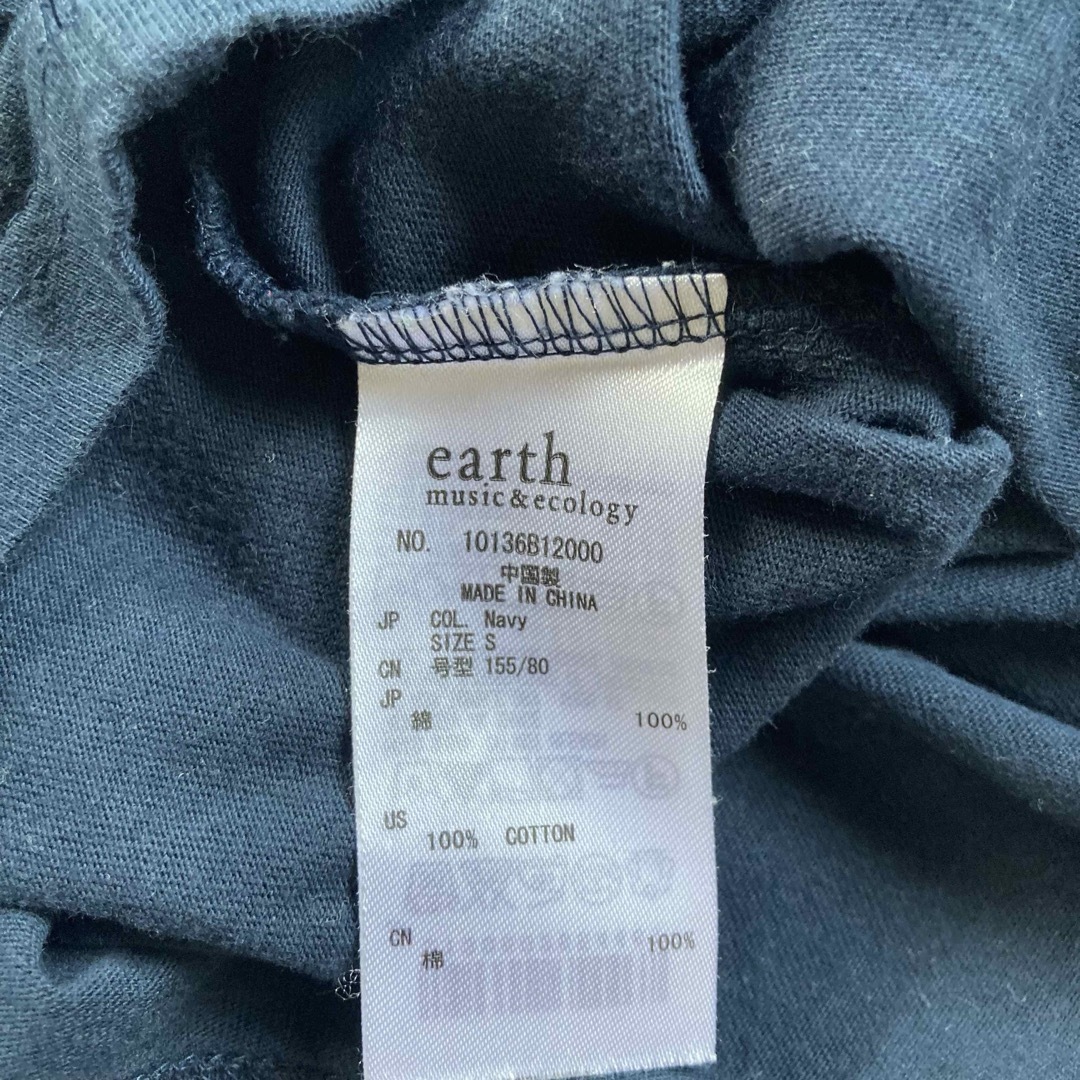 earth
music&ecology
NO. 10136B12000
中国製
MADE IN CHINA
JP COL. Navy
SIZE S
CN 号型 155/80
JP
綿 100%
US
100% COTTON
CN
棉 100%